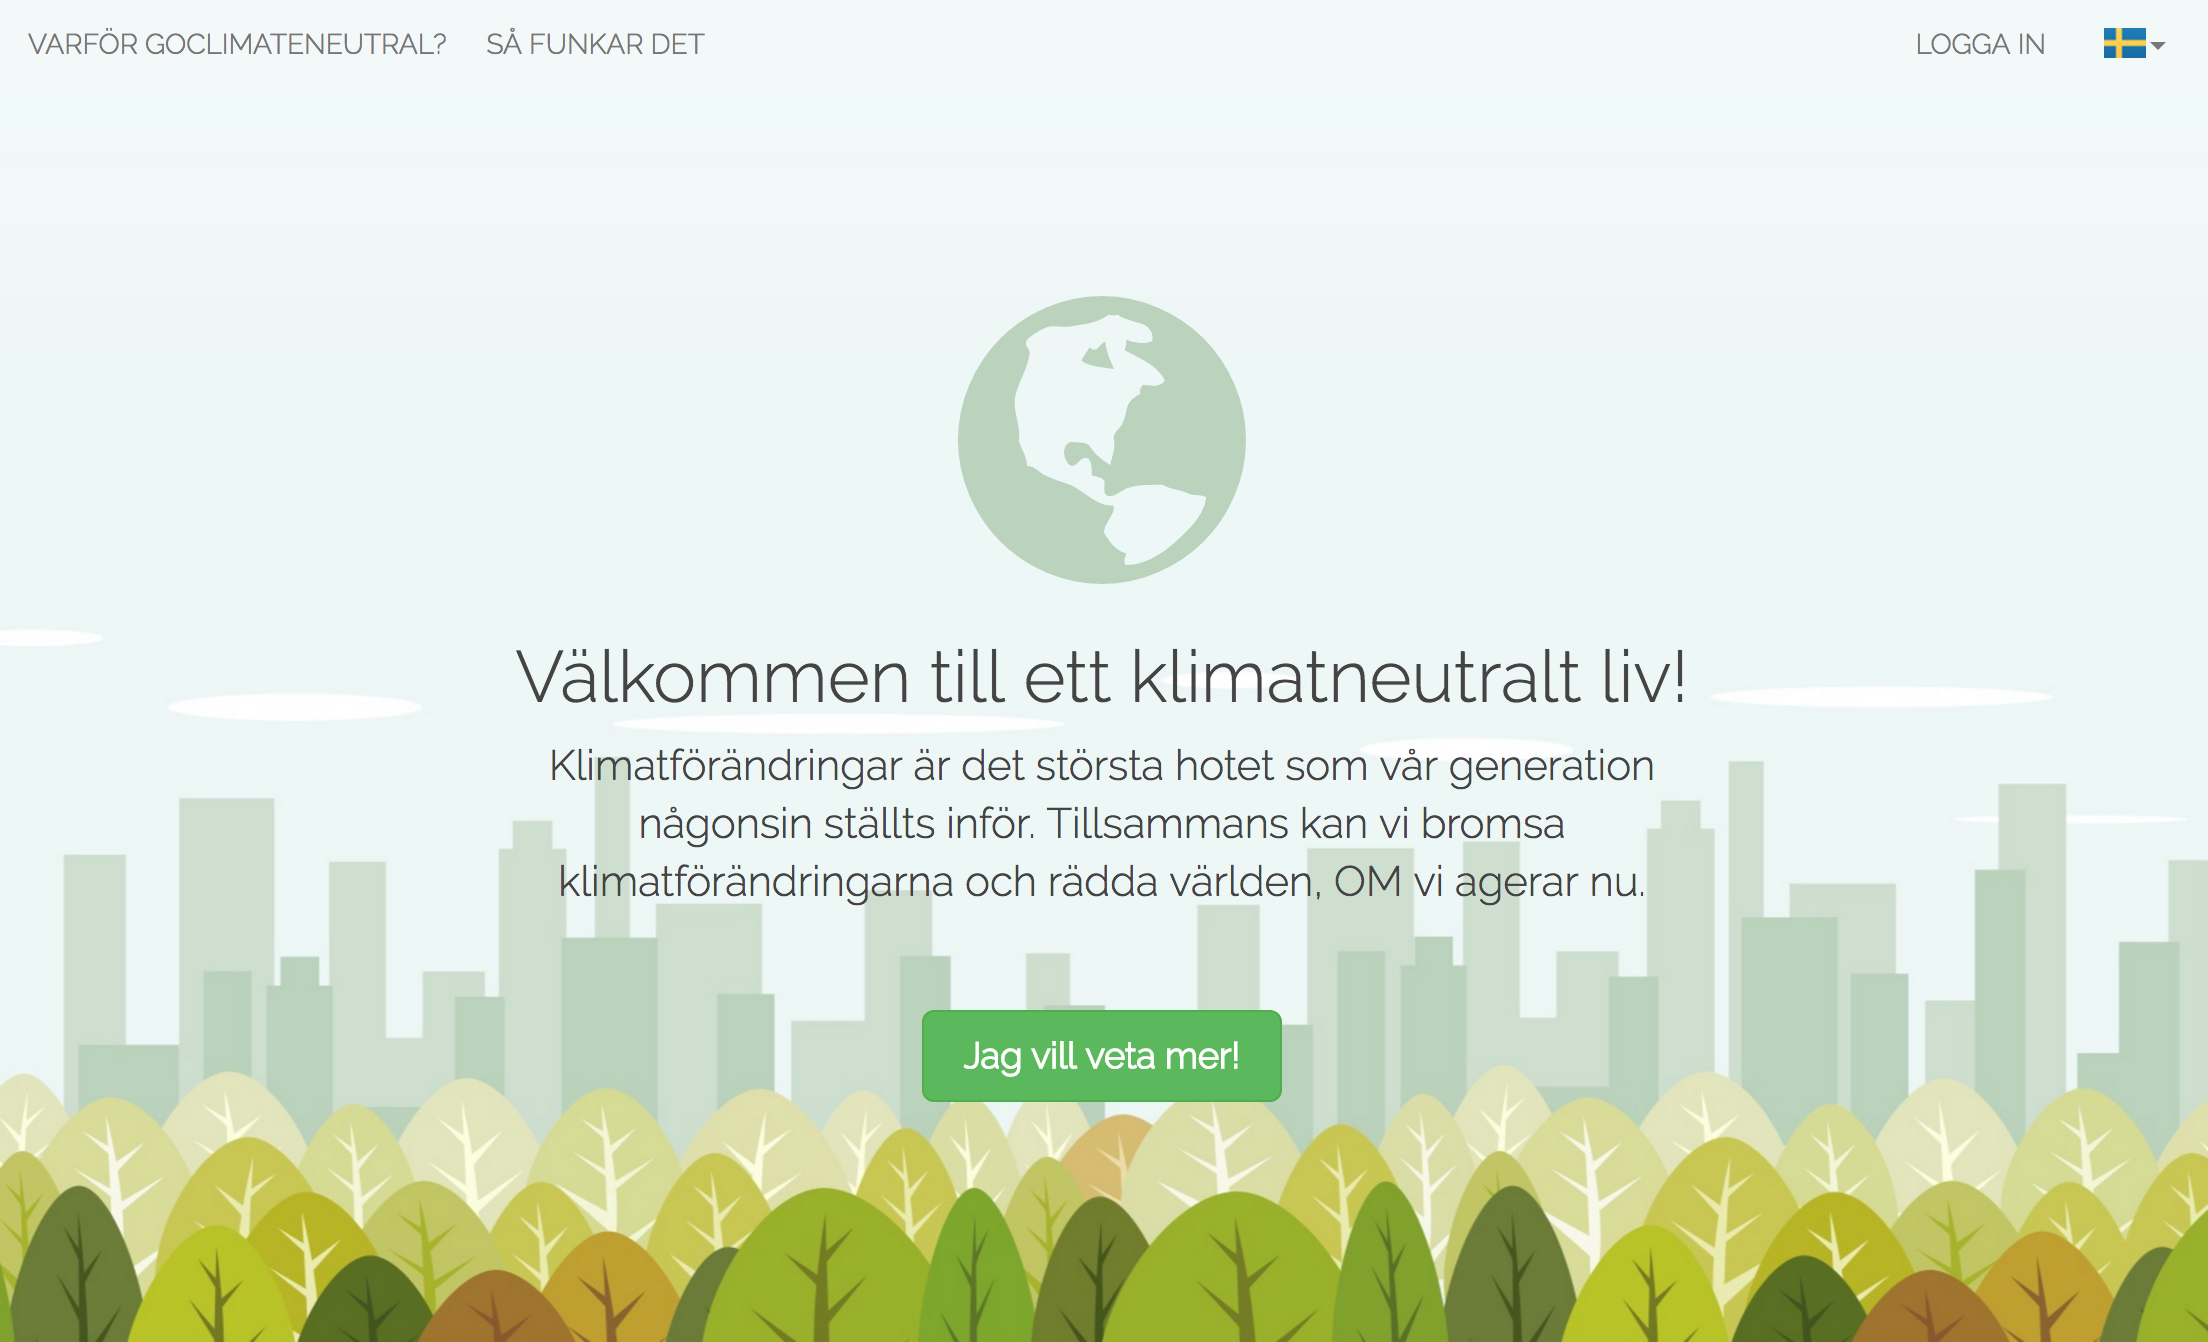 VARFÖR GOCLIMATENEUTRAL? SÅ FUNKAR DET LOGGA IN
Välkommen till ett klimatneutralt liv!
Klimatförändringar är det största hotet som vår generation
någonsin ställts inför. Tillsammans kan vi bromsa
klimatförändringarna och rädda världen, OM vi agerar nu.
Jag vill veta mer!